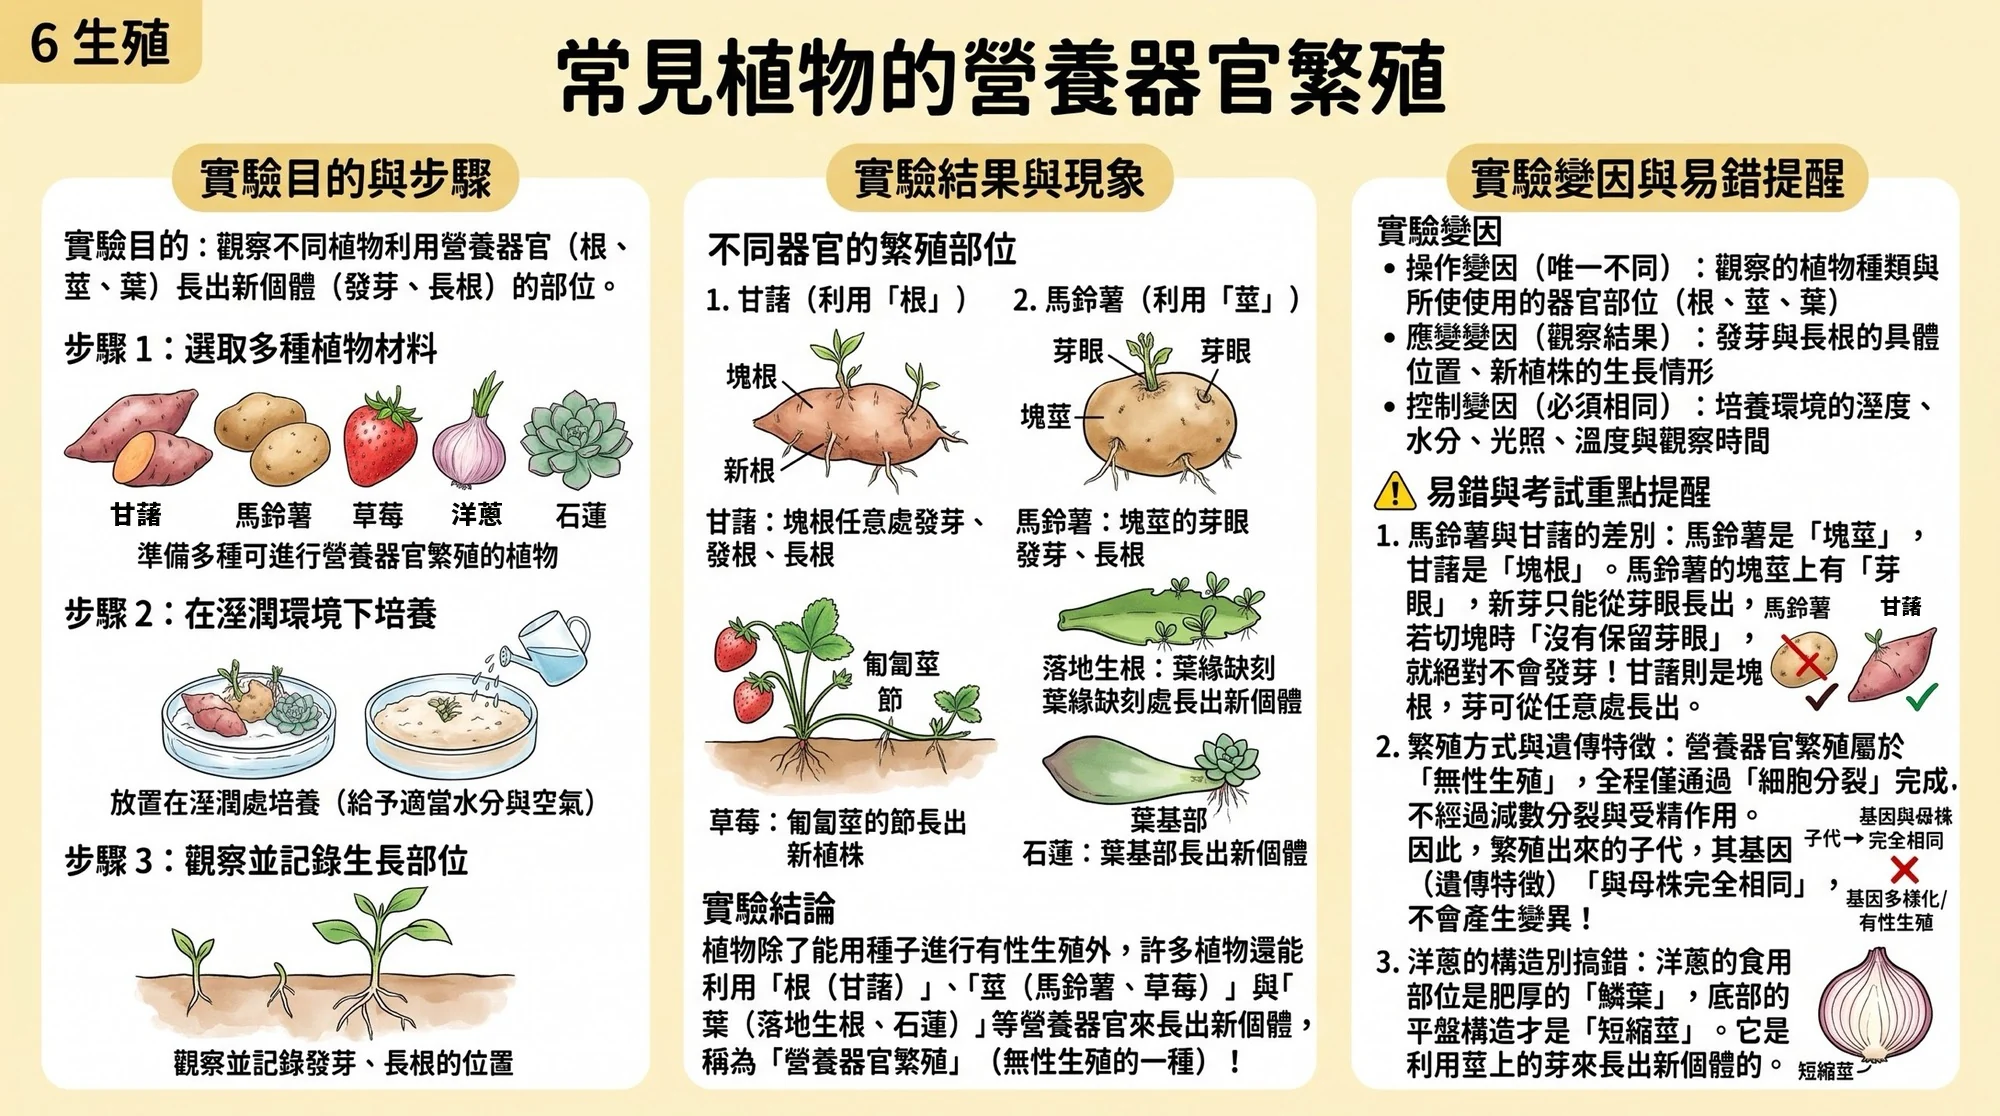 6 生殖
常見植物的營養器官繁殖
實驗目的與步驟
實驗目的：觀察不同植物利用營養器官（根、
莖、葉）長出新個體（發芽、長根）的部位。
步驟 1：選取多種植物材料
甘藷
馬鈴薯
草莓
洋蔥
石蓮
準備多種可進行營養器官繁殖的植物
步驟 2：在溼潤環境下培養
放置在溼潤處培養（給予適當水分與空氣）
步驟 3：觀察並記錄生長部位
觀察並記錄發芽、長根的位置
實驗結果與現象
不同器官的繁殖部位
1. 甘藷（利用「根」）
塊根
新根
甘藷：塊根任意處發芽、
發根、長根
2. 馬鈴薯（利用「莖」）
芽眼
芽眼
塊莖
馬鈴薯：塊莖的芽眼
發芽、長根
匍匐莖
節
草莓：匍匐莖的節長出
新植株
落地生根：葉緣缺刻
葉緣缺刻處長出新個體
葉基部
石蓮：葉基部長出新個體
實驗結論
植物除了能用種子進行有性生殖外，許多植物還能
利用「根（甘藷）」、「莖（馬鈴薯、草莓）」與「
葉（落地生根、石蓮）」等營養器官來長出新個體，
稱為「營養器官繁殖」（無性生殖的一種）！
實驗變因與易錯提醒
實驗變因
• 操作變因（唯一不同）：觀察的植物種類與
所使使用的器官部位（根、莖、葉）
• 應變變因（觀察結果）：發芽與長根的具體
位置、新植株的生長情形
• 控制變因（必須相同）：培養環境的溼度、
水分、光照、溫度與觀察時間
易錯與考試重點提醒
1. 馬鈴薯與甘藷的差別：馬鈴薯是「塊莖」，
甘藷是「塊根」。馬鈴薯的塊莖上有「芽
眼」，新芽只能從芽眼長出，
若切塊時「沒有保留芽眼」，
就絕對不會發芽！甘藷則是塊
根，芽可從任意處長出。
馬鈴薯
甘藷
2. 繁殖方式與遺傳特徵：營養器官繁殖屬於
「無性生殖」，全程僅通過「細胞分裂」完成.
不經過減數分裂與受精作用。
因此，繁殖出來的子代，其基因
（遺傳特徵）「與母株完全相同」，
不會產生變異！
基因與母株
子代→完全相同
基因多樣化/
有性生殖
3. 洋蔥的構造別搞錯：洋蔥的食用
部位是肥厚的「鱗葉」，底部的
平盤構造才是「短縮莖」。它是
利用莖上的芽來長出新個體的。
短縮莖